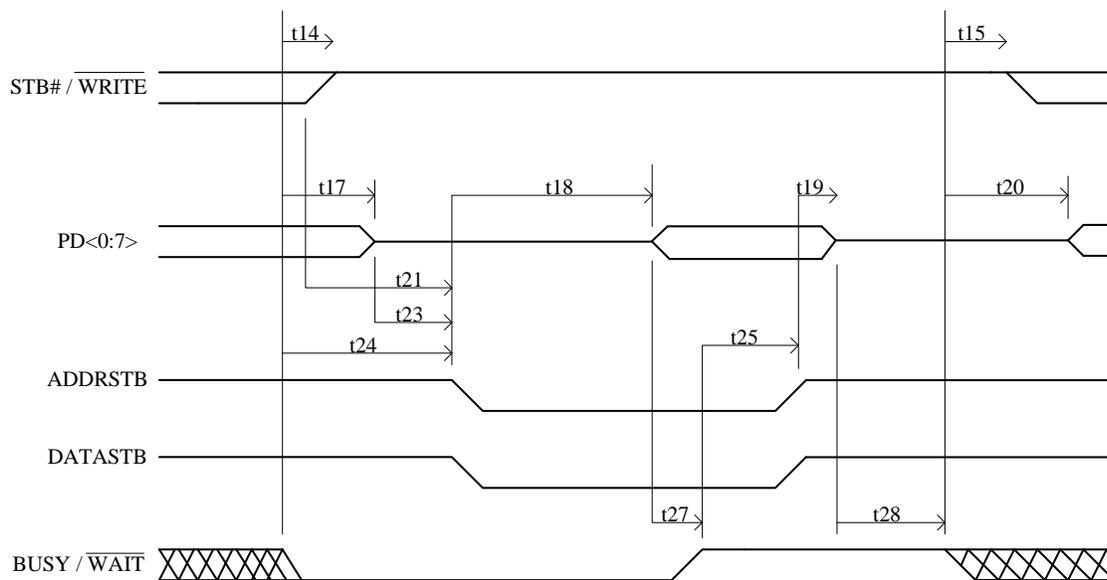 t14
t15
STB# / WRITE
t17
t18
t19
t20
PD<0:7>
t21
t23
t24
t25
ADDRSTB
DATASTB
t27
t28
BUSY / WAIT